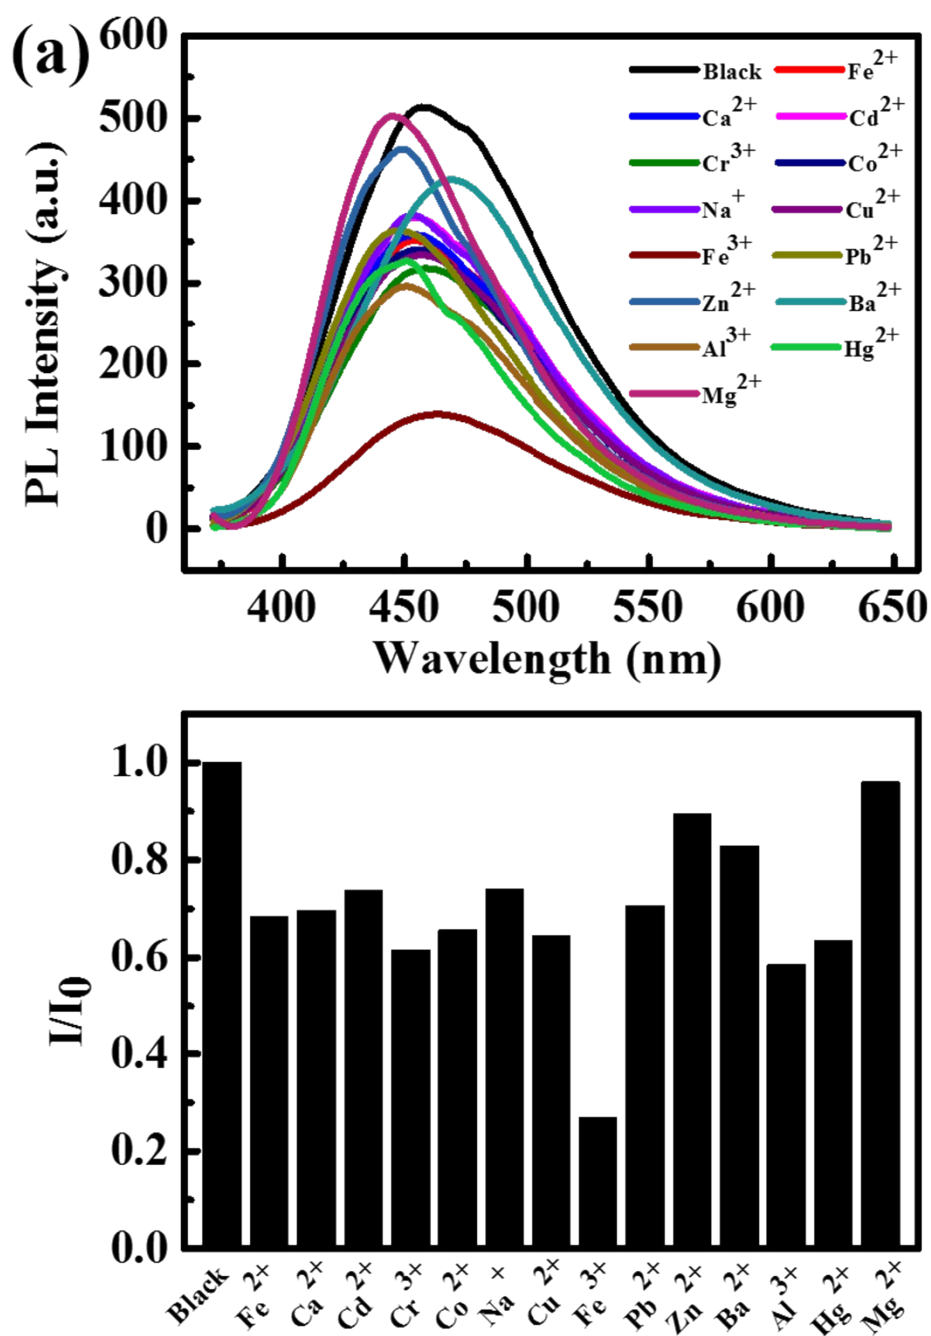 (a)
600
500
400
300
200
100
0
PL Intensity (a.u.)
Black Fe2+
Ca2+ Cd2+
Cr3+ Co2+
Na+ Cu2+
Fe3+ Pb2+
Zn2+ Ba2+
Al3+ Hg2+
Mg2+
400 450 500 550 600 650
Wavelength (nm)
1.0
0.8
0.6
0.4
0.2
0.0
I/I0
Black Fe2+ Ca2+ Cd2+ Cr3+ Co2+ Na+ Cu2+ Fe3+ Pb2+ Zn2+ Ba2+ Al3+ Hg2+ Mg2+